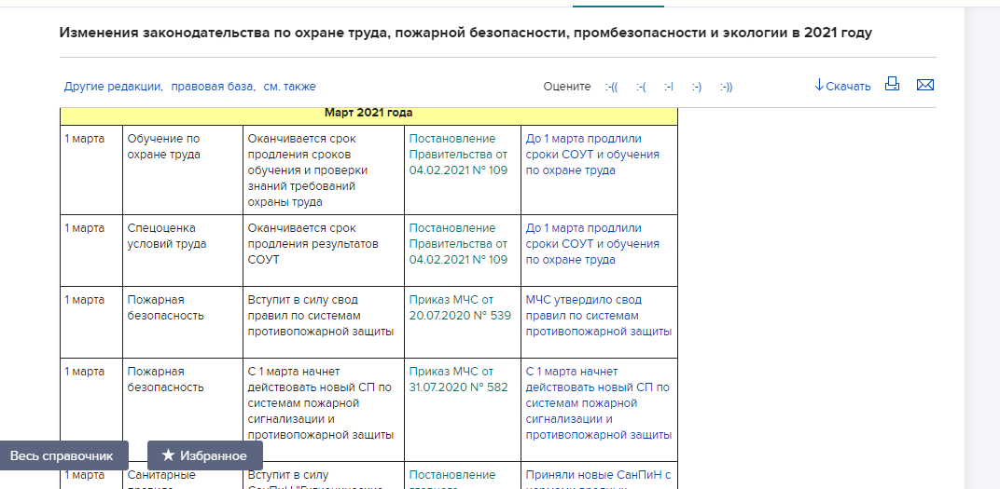 Изменения законодательства по охране труда, пожарной безопасности, промбезопасности и экологии в 2021 году
Другие редакции, правовая база, см. также
Оцените :-(( :-( :-| :-) :-))
Скачать
Март 2021 года
1 марта
Обучение по
охране труда
Оканчивается срок
продления сроков
обучения и проверки
знаний требований
охраны труда
Постановление
Правительства от
04.02.2021 № 109
До 1 марта продлили
сроки СОУТ и обучения
по охране труда
1 марта
Спецоценка
условий труда
Оканчивается срок
продления результатов
СОУТ
Постановление
Правительства от
04.02.2021 № 109
До 1 марта продлили
сроки СОУТ и обучения
по охране труда
1 марта
Пожарная
безопасность
Вступит в силу свод
правил по системам
противопожарной защиты
Приказ МЧС от
20.07.2020 № 539
МЧС утвердило свод
правил по системам
противопожарной защиты
1 марта
Пожарная
безопасность
С 1 марта начнет
действовать новый СП по
системам пожарной
сигнализации и
противопожарной защиты
Приказ МЧС от
31.07.2020 № 582
С 1 марта начнет
действовать новый СП по
системам пожарной
сигнализации и
противопожарной защиты
Весь справочник
★ Избранное
1 марта
Санитарные
Вступит в силу
Постановление
Приняли новые СанПиН с